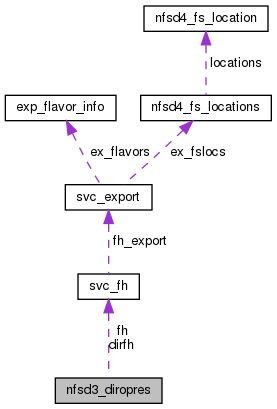 nfsd4_fs_location
locations
exp_flavor_info
nfsd4_fs_locations
ex_flavors
ex_fslocs
svc_export
fh_export
svc_fh
fh
dirfh
nfsd3_diropres